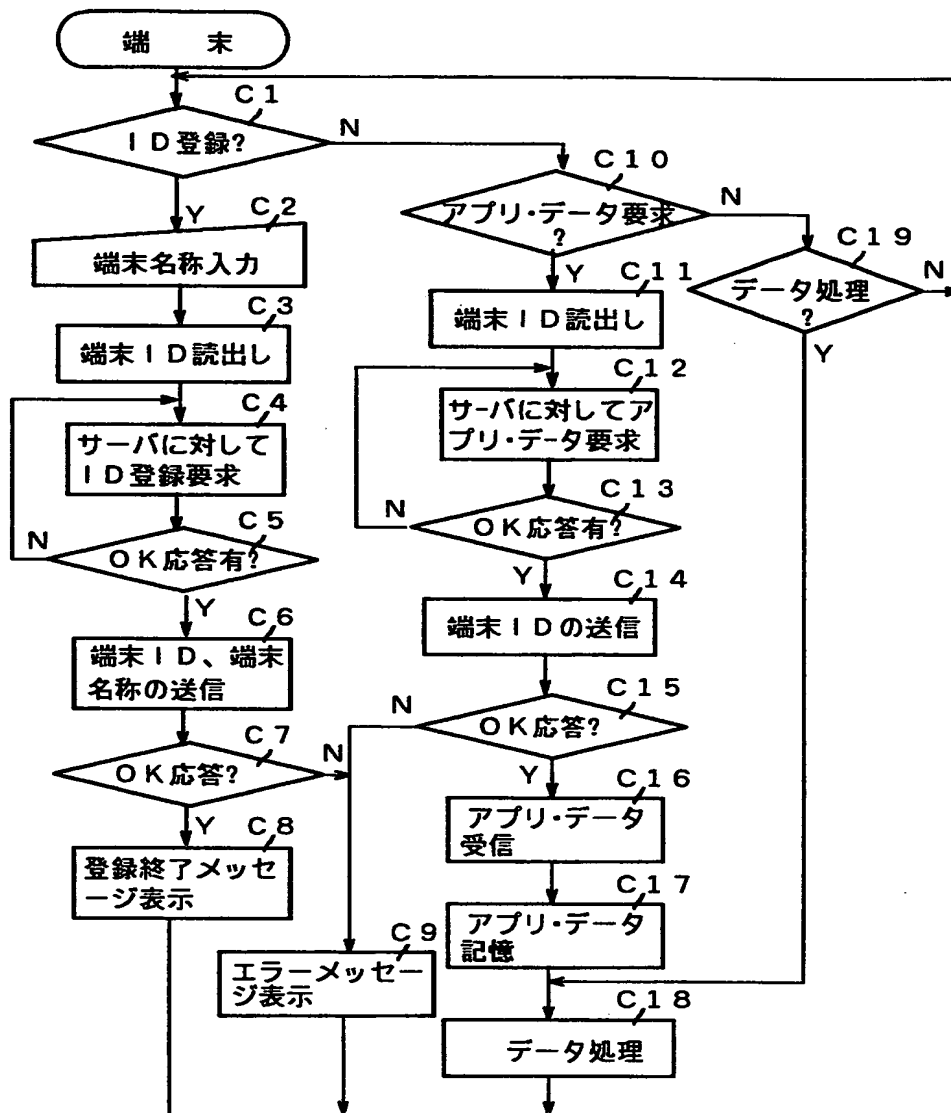 端 末
C1
ID登録?
N
Y
C2
端末名称入力
C3
端末ID読出し
C4
サーバに対して
ID登録要求
C5
N
OK応答有?
Y
C6
端末ID、端末
名称の送信
C7
OK応答?
N
Y
C8
登録終了メッセ
ージ表示
C9
エラーメッセー
ジ表示
C10
アプリ・データ要求
?
N
Y
C11
端末ID読出し
C12
サーバに対してア
プリ・データ要求
C13
N
OK応答有?
Y
C14
端末IDの送信
C15
N
OK応答?
Y
C16
アプリ・データ
受信
C17
アプリ・データ
記憶
C18
データ処理
C19
データ処理
?
N
Y